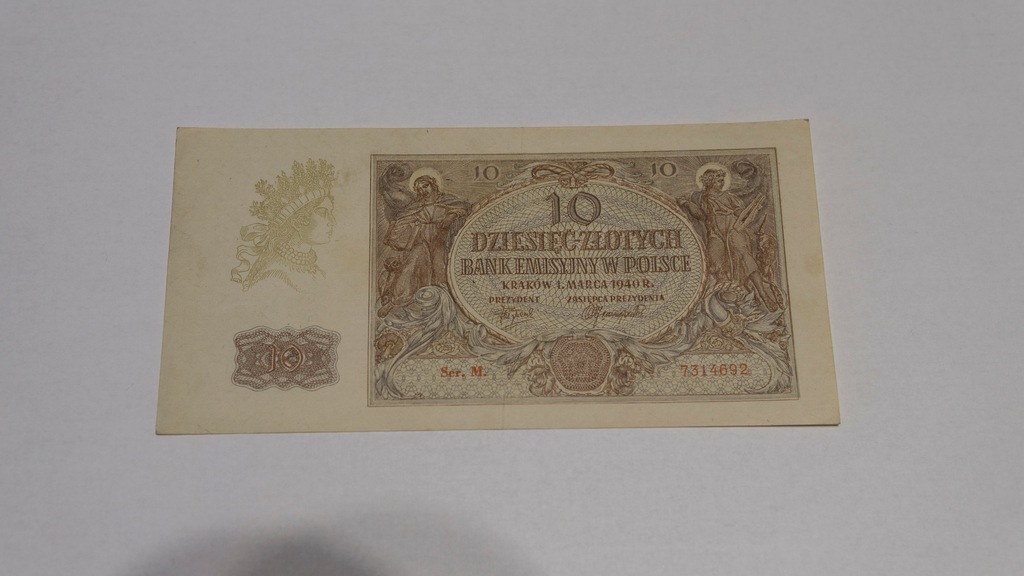 10 10
10
DZIESIĘĆ·ZŁOTYCH
BANK EMISYJNY W POLSCE
KRAKÓW 1. MARCA 1940 R.
PREZYDENT ZASTĘPCA PREZYDENTA
10
Ser. M. 7314692